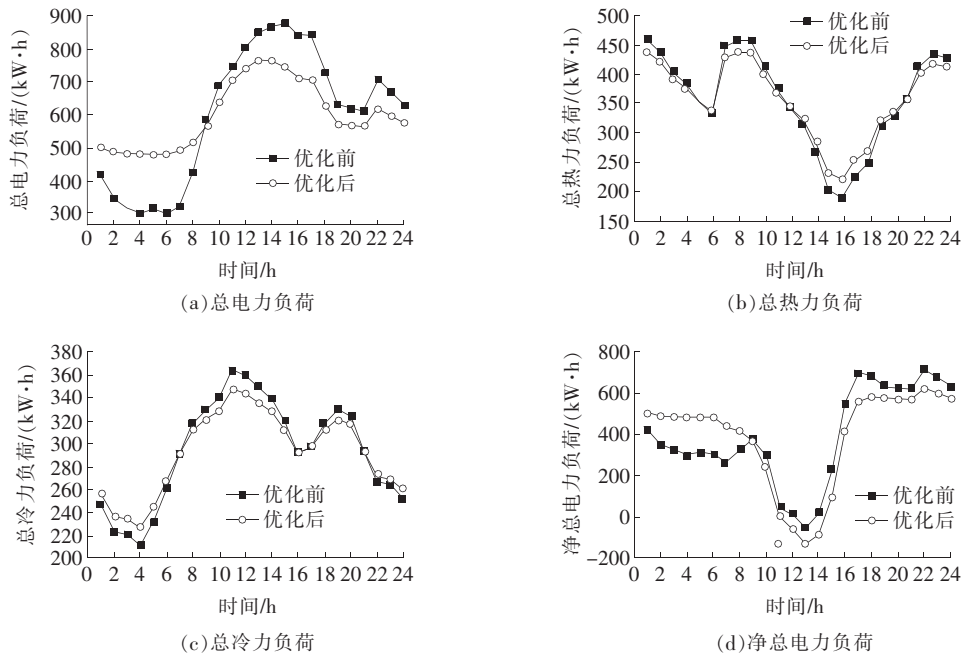 900
800
700
600
500
400
300
0 2 4 6 8 10 12 14 16 18 20 22 24
总电力负荷/(kW·h)
优化前
优化后
时间/h
(a)总电力负荷
500
450
400
350
300
250
200
150
0 2 4 6 8 10 12 14 16 18 20 22 24
总热力负荷/(kW·h)
优化前
优化后
时间/h
(b)总热力负荷
380
360
340
320
300
280
260
240
220
200
0 2 4 6 8 10 12 14 16 18 20 22 24
总冷力负荷/(kW·h)
优化前
优化后
时间/h
(c)总冷力负荷
800
600
400
200
0
-200
0 2 4 6 8 10 12 14 16 18 20 22 24
净总电力负荷/(kW·h)
优化前
优化后
时间/h
(d)净总电力负荷